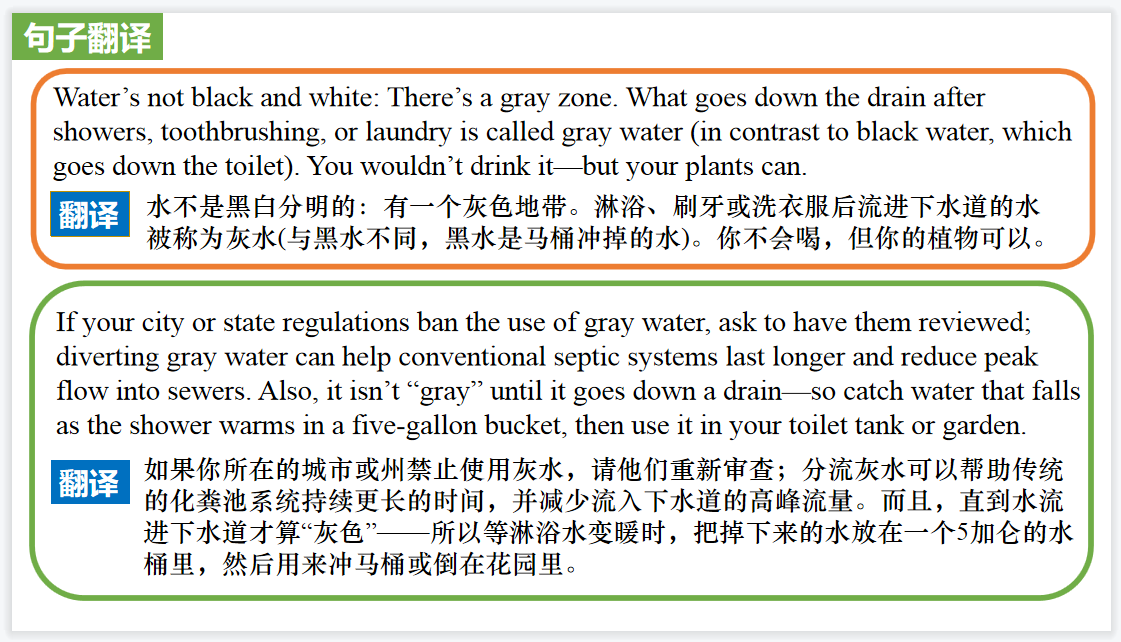 句子翻译
Water’s not black and white: There’s a gray zone. What goes down the drain after
showers, toothbrushing, or laundry is called gray water (in contrast to black water, which
goes down the toilet). You wouldn’t drink it—but your plants can.
翻译
水不是黑白分明的：有一个灰色地带。淋浴、刷牙或洗衣服后流进下水道的水
被称为灰水(与黑水不同，黑水是马桶冲掉的水)。你不会喝，但你的植物可以。
If your city or state regulations ban the use of gray water, ask to have them reviewed;
diverting gray water can help conventional septic systems last longer and reduce peak
flow into sewers. Also, it isn’t “gray” until it goes down a drain—so catch water that falls
as the shower warms in a five-gallon bucket, then use it in your toilet tank or garden.
翻译
如果你所在的城市或州禁止使用灰水，请他们重新审查；分流灰水可以帮助传统
的化粪池系统持续更长的时间，并减少流入下水道的高峰流量。而且，直到水流
进下水道才算“灰色”——所以等淋浴水变暖时，把掉下来的水放在一个5加仑的水
桶里，然后用来冲马桶或倒在花园里。